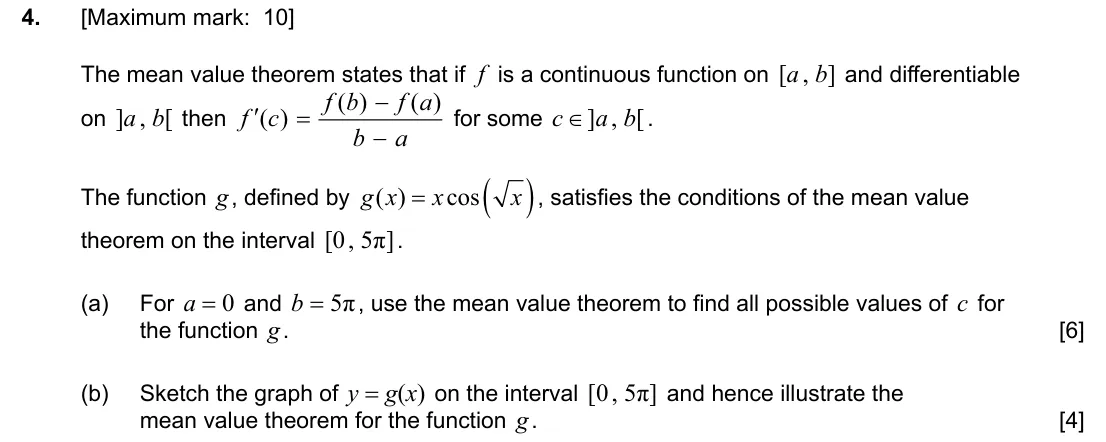 4. [Maximum mark: 10]
The mean value theorem states that if f is a continuous function on [a, b] and differentiable
on ]a, b[ then f′(c) = (f(b) − f(a))/(b − a) for some c ∈ ]a, b[.
The function g, defined by g(x) = x cos(√x), satisfies the conditions of the mean value
theorem on the interval [0, 5π].
(a) For a = 0 and b = 5π, use the mean value theorem to find all possible values of c for
the function g. [6]
(b) Sketch the graph of y = g(x) on the interval [0, 5π] and hence illustrate the
mean value theorem for the function g. [4]